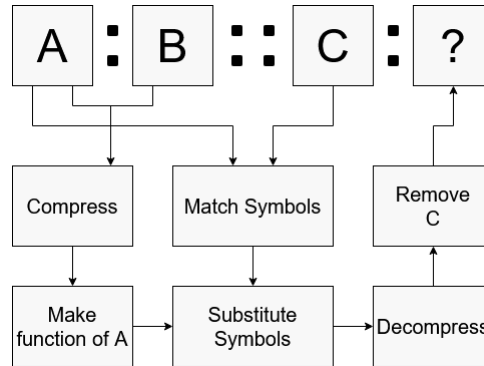 A : B :: C : ?
Compress
Match Symbols
Remove
C
Make
function of A
Substitute
Symbols
Decompress